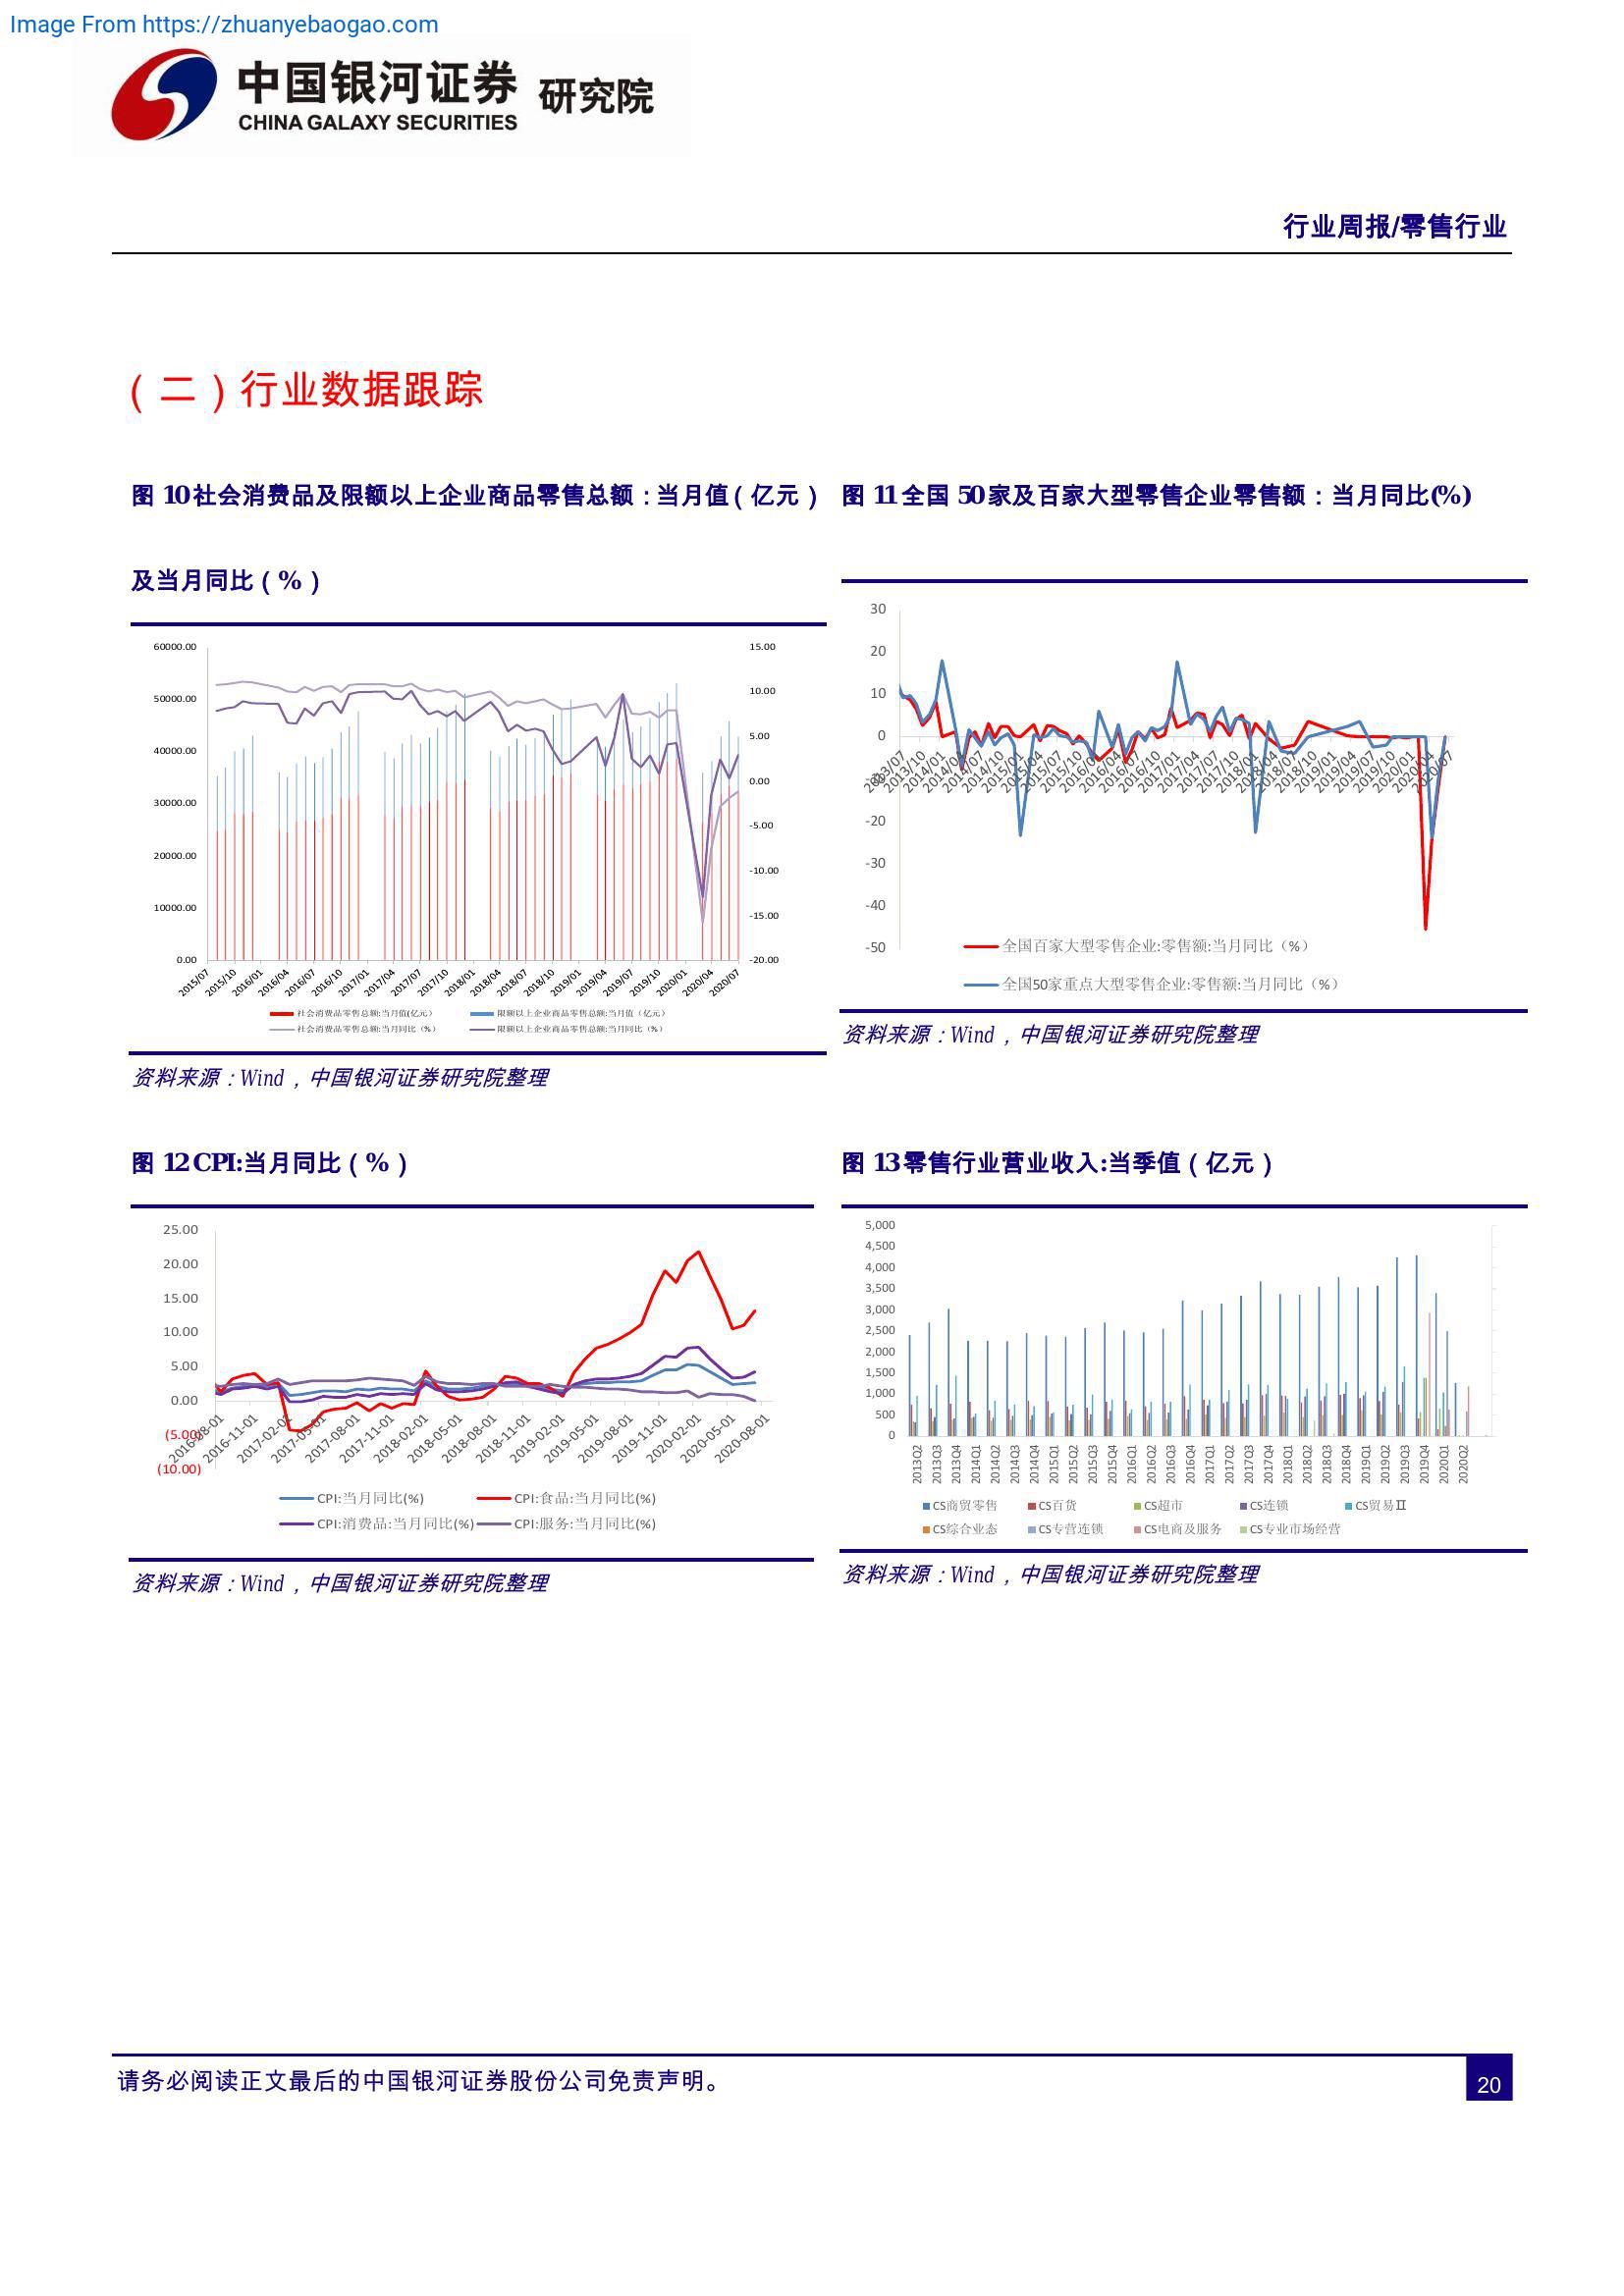 Image From https://zhuanyebaogao.com
中国银河证券 研究院
CHINA GALAXY SECURITIES
行业周报/零售行业
(二)行业数据跟踪
图 10 社会消费品及限额以上企业商品零售总额:当月值(亿元)
及当月同比(%)
60000.00
50000.00
40000.00
30000.00
20000.00
10000.00
0.00
15.00
10.00
5.00
0.00
-5.00
-10.00
-15.00
-20.00
2015/07 2015/10 2016/01 2016/04 2016/07 2016/10 2017/01 2017/04 2017/07 2017/10 2018/01 2018/04 2018/07 2018/10 2019/01 2019/04 2019/07 2019/10 2020/01 2020/04 2020/07
社会消费品零售总额:当月值(亿元) 限额以上企业商品零售总额:当月值(亿元)
社会消费品零售总额:当月同比(%) 限额以上企业商品零售总额:当月同比(%)
资料来源:Wind,中国银河证券研究院整理
图 11 全国 50 家及百家大型零售企业零售额:当月同比(%)
30
20
10
0
-20
-30
-40
-50
2013/07 2013/10 2014/01 2014/04 2014/07 2014/10 2015/01 2015/04 2015/07 2015/10 2016/01 2016/04 2016/07 2016/10 2017/01 2017/04 2017/07 2017/10 2018/01 2018/04 2018/07 2018/10 2019/01 2019/04 2019/07 2019/10 2020/01 2020/04 2020/07
全国百家大型零售企业:零售额:当月同比(%)
全国50家重点大型零售企业:零售额:当月同比(%)
资料来源:Wind,中国银河证券研究院整理
图 12 CPI:当月同比(%)
25.00
20.00
15.00
10.00
5.00
0.00
(5.00)
(10.00)
2016-08-01 2016-11-01 2017-02-01 2017-05-01 2017-08-01 2017-11-01 2018-02-01 2018-05-01 2018-08-01 2018-11-01 2019-02-01 2019-05-01 2019-08-01 2019-11-01 2020-02-01 2020-05-01 2020-08-01
CPI:当月同比(%) CPI:食品:当月同比(%)
CPI:消费品:当月同比(%) CPI:服务:当月同比(%)
资料来源:Wind,中国银河证券研究院整理
图 13 零售行业营业收入:当季值(亿元)
5,000
4,500
4,000
3,500
3,000
2,500
2,000
1,500
1,000
500
0
2013Q2 2013Q3 2013Q4 2014Q1 2014Q2 2014Q3 2014Q4 2015Q1 2015Q2 2015Q3 2015Q4 2016Q1 2016Q2 2016Q3 2016Q4 2017Q1 2017Q2 2017Q3 2017Q4 2018Q1 2018Q2 2018Q3 2018Q4 2019Q1 2019Q2 2019Q3 2019Q4 2020Q1 2020Q2
CS商贸零售 CS百货 CS超市 CS连锁 CS贸易Ⅱ
CS综合业态 CS专营连锁 CS电商及服务 CS专业市场经营
资料来源:Wind,中国银河证券研究院整理
请务必阅读正文最后的中国银河证券股份公司免责声明。
20